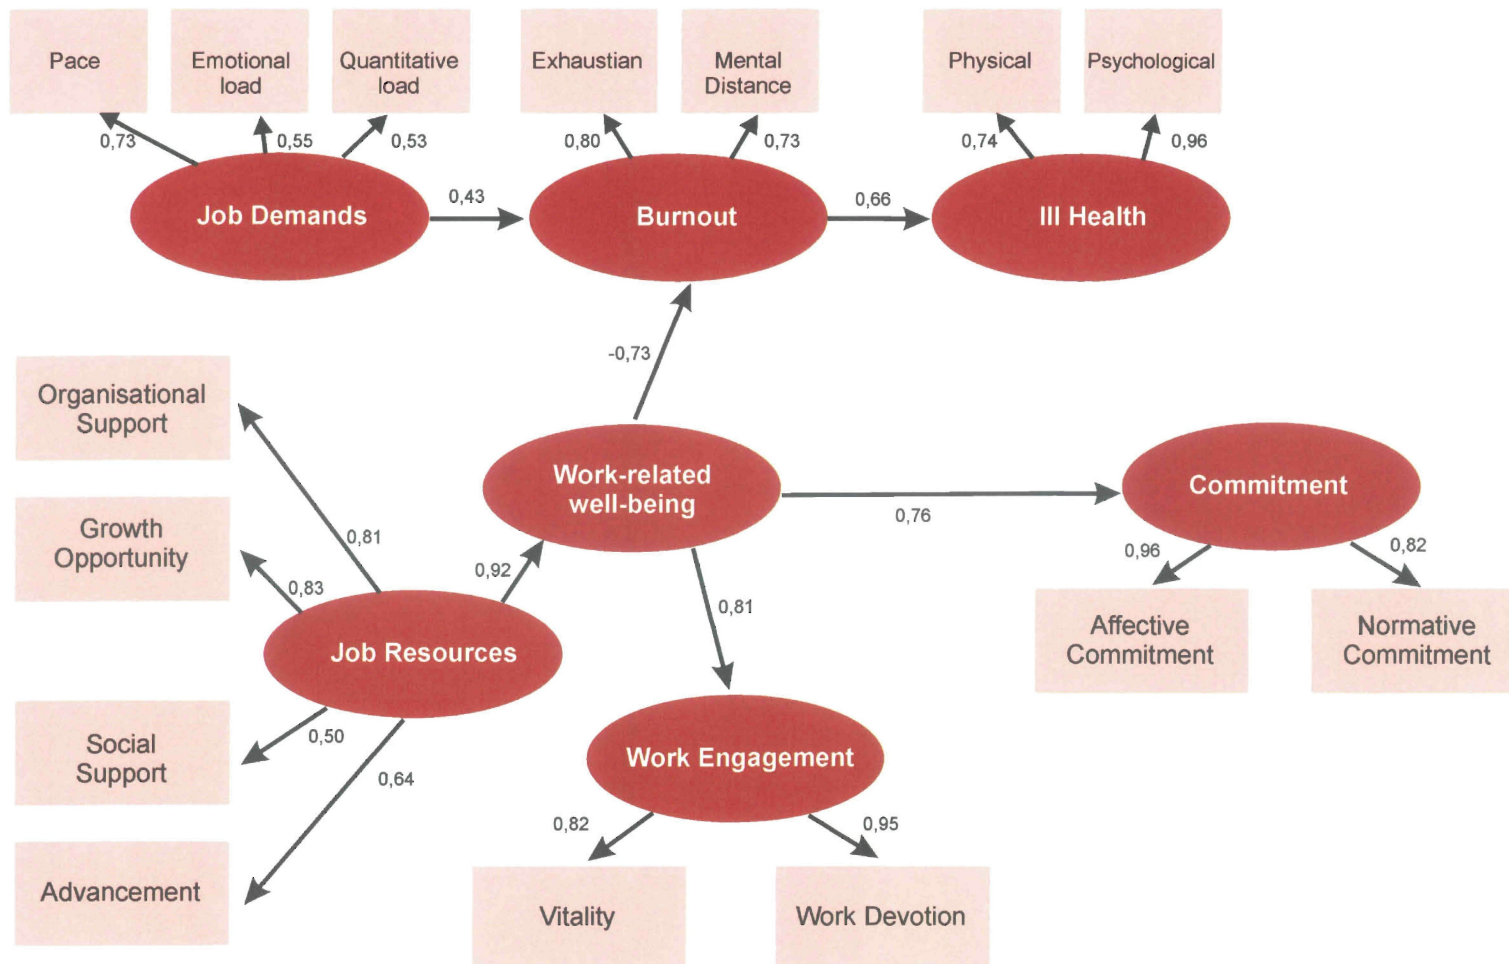 Pace
Emotional
load
Quantitative
load
Exhaustian
Mental
Distance
Physical
Psychological
0,73
0,55
0,53
0,80
0,73
0,74
0,96
Job Demands
0,43
Burnout
0,66
Ill Health
-0,73
Organisational
Support
Growth
Opportunity
0,81
0,83
0,92
Work-related
well-being
0,76
Commitment
0,96
0,82
Affective
Commitment
Normative
Commitment
Job Resources
0,81
0,50
0,64
Social
Support
Advancement
Work Engagement
0,82
0,95
Vitality
Work Devotion